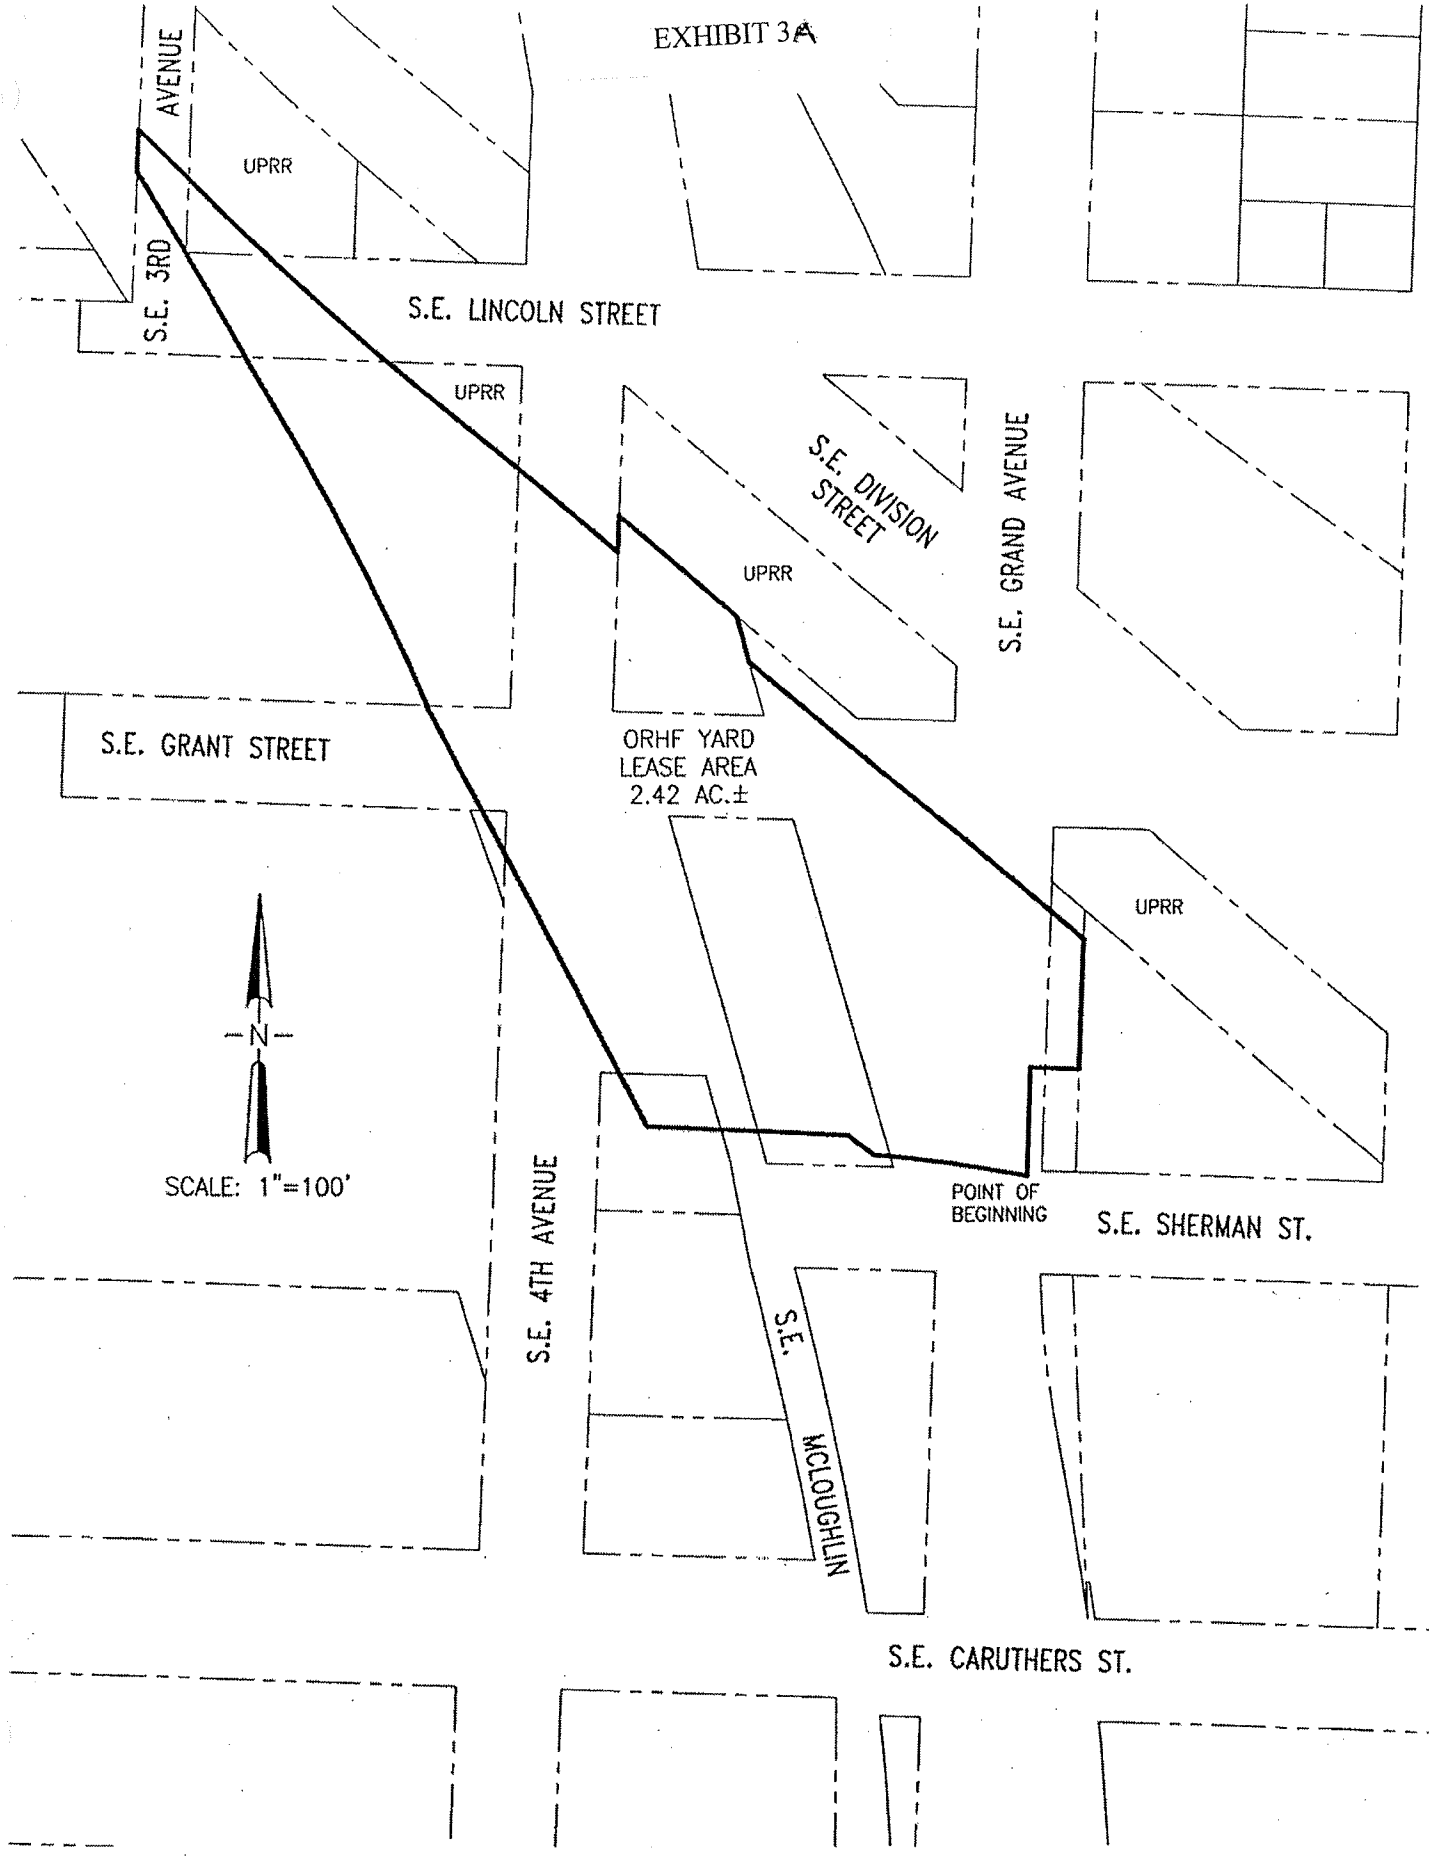 EXHIBIT 3A
S.E. 3RD AVENUE
UPRR
S.E. LINCOLN STREET
UPRR
S.E. DIVISION
STREET
S.E. GRAND AVENUE
UPRR
S.E. GRANT STREET
ORHF YARD
LEASE AREA
2.42 AC.±
UPRR
-N-
SCALE: 1"=100'
S.E. 4TH AVENUE
POINT OF
BEGINNING
S.E. SHERMAN ST.
S.E. MCLOUGHLIN
S.E. CARUTHERS ST.